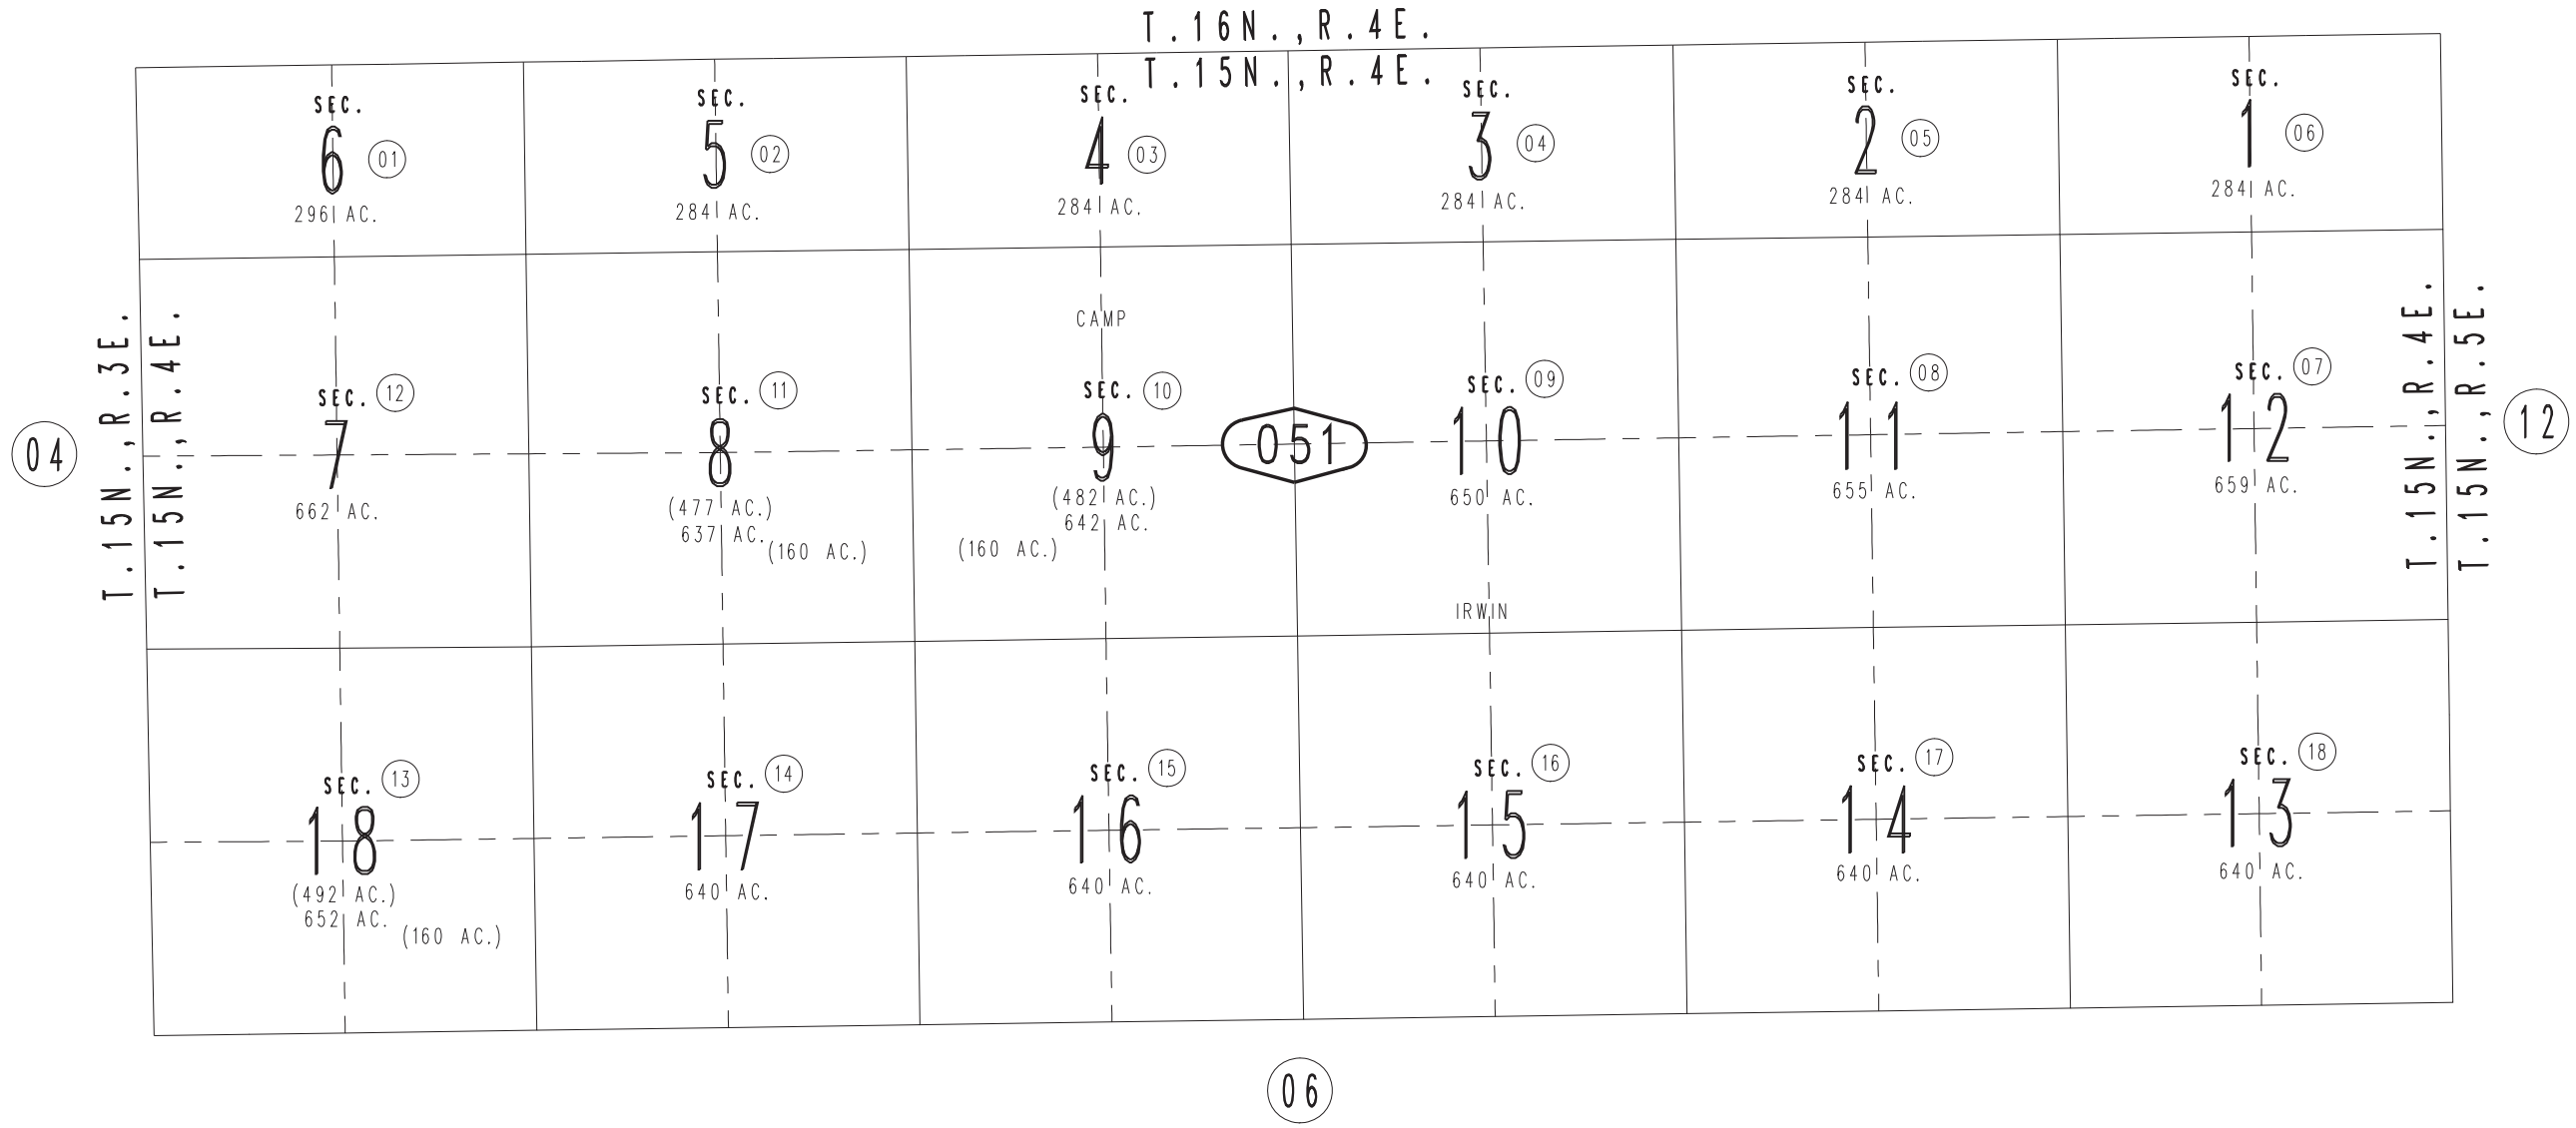 T.16N.,R.4E.
T.15N.,R.4E.
SEC.
6
01
296 AC.
SEC.
5
02
284 AC.
SEC.
4
03
284 AC.
SEC.
3
04
284 AC.
SEC.
2
05
284 AC.
SEC.
1
06
284 AC.
T.15N.,R.3E.
T.15N.,R.4E.
04
SEC.
12
7
662 AC.
SEC.
11
8
(477 AC.)
637 AC.
(160 AC.)
CAMP
SEC.
10
9
(482 AC.)
642 AC.
(160 AC.)
051
SEC.
09
10
650 AC.
IRWIN
SEC.
08
11
655 AC.
SEC.
07
12
659 AC.
T.15N.,R.4E.
T.15N.,R.5E.
12
SEC.
13
18
(492 AC.)
652 AC.
(160 AC.)
SEC.
14
17
640 AC.
SEC.
15
16
640 AC.
SEC.
16
15
640 AC.
SEC.
17
14
640 AC.
SEC.
18
13
640 AC.
06